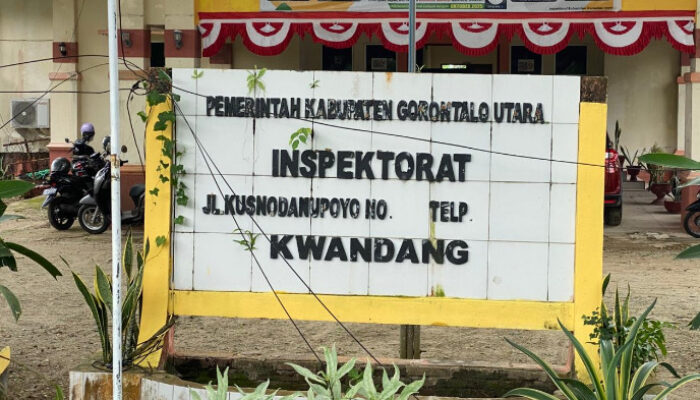 PEMERINTAH KABUPATEN GORONTALO UTARA
INSPEKTORAT
JL.KUSNODANUPOYO NO. TELP.
KWANDANG